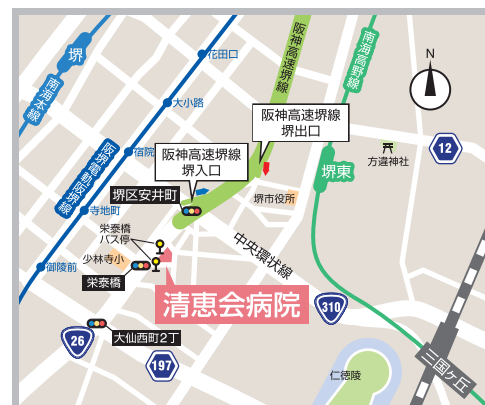 堺
南海本線
花田口
大小路
宿院
阪堺電軌阪堺線
寺地町
御陵前
阪神高速堺線
阪神高速堺線
堺出口
阪神高速堺線
堺入口
堺区安井町
南海高野線
堺東
N
12
方違神社
堺市役所
栄泰橋
バス停
少林寺小
栄泰橋
中央環状線
清恵会病院
310
26
大仙西町2丁
197
仁徳陵
三国ヶ丘